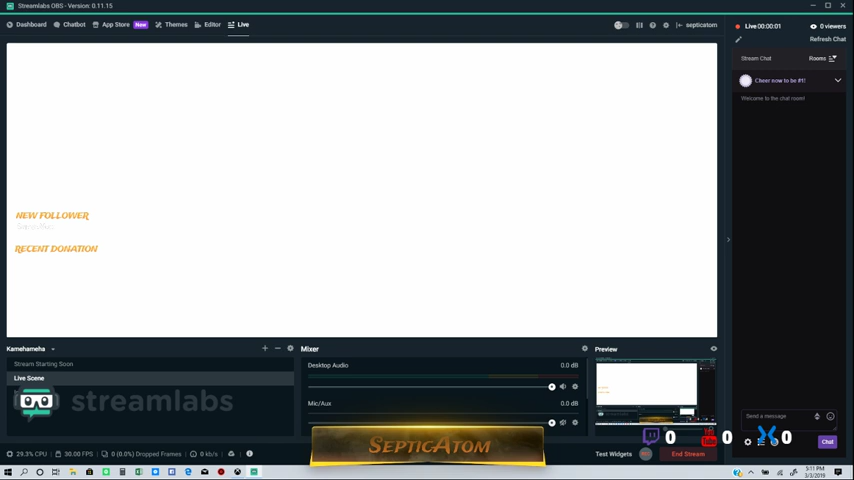 Streamlabs OBS - Version: 0.11.15
Dashboard Chatbot App Store New Themes Editor Live
septicatom
Live 00:00:01 0 viewers
Refresh Chat
Stream Chat Rooms
Cheer now to be #1!
Welcome to the chat room!
NEW FOLLOWER
RECENT DONATION
Kamehameha
Stream Starting Soon
Live Scene
streamlabs
Mixer
Desktop Audio 0.0 dB
Mic/Aux 0.0 dB
Preview
Send a message
0 0 0
Chat
SepticAtom
29.3% CPU 30.00 FPS 0 (0.0%) Dropped Frames 0 kb/s
Test Widgets REC End Stream
5:11 PM
5/3/2019